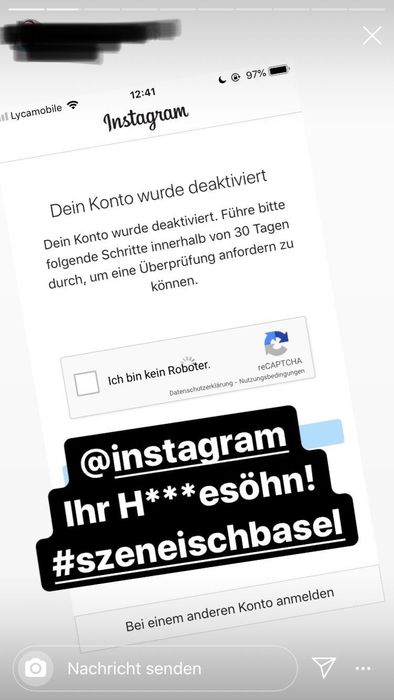 Lycamobile
12:41
97%
Instagram
Dein Konto wurde deaktiviert
Dein Konto wurde deaktiviert. Führe bitte
folgende Schritte innerhalb von 30 Tagen
durch, um eine Überprüfung anfordern zu
können.
Ich bin kein Roboter.
reCAPTCHA
Datenschutzerklärung - Nutzungsbedingungen
@instagram
Ihr H***esöhn!
#szeneischbasel
Bei einem anderen Konto anmelden
Nachricht senden